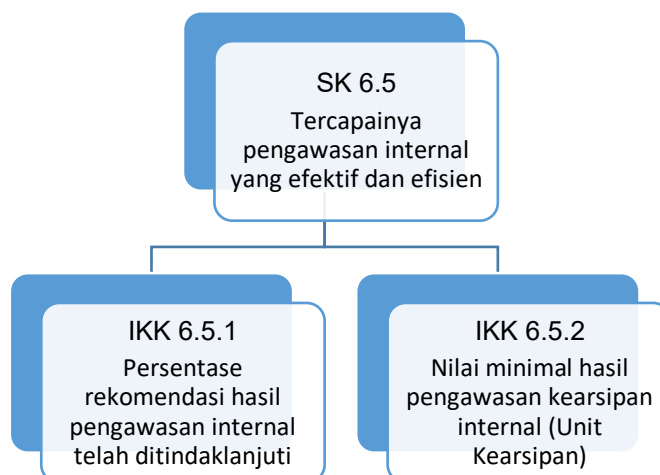 SK 6.5
Tercapainya
pengawasan internal
yang efektif dan efisien
IKK 6.5.1
Persentase
rekomendasi hasil
pengawasan internal
telah ditindaklanjuti
IKK 6.5.2
Nilai minimal hasil
pengawasan kearsipan
internal (Unit
Kearsipan)